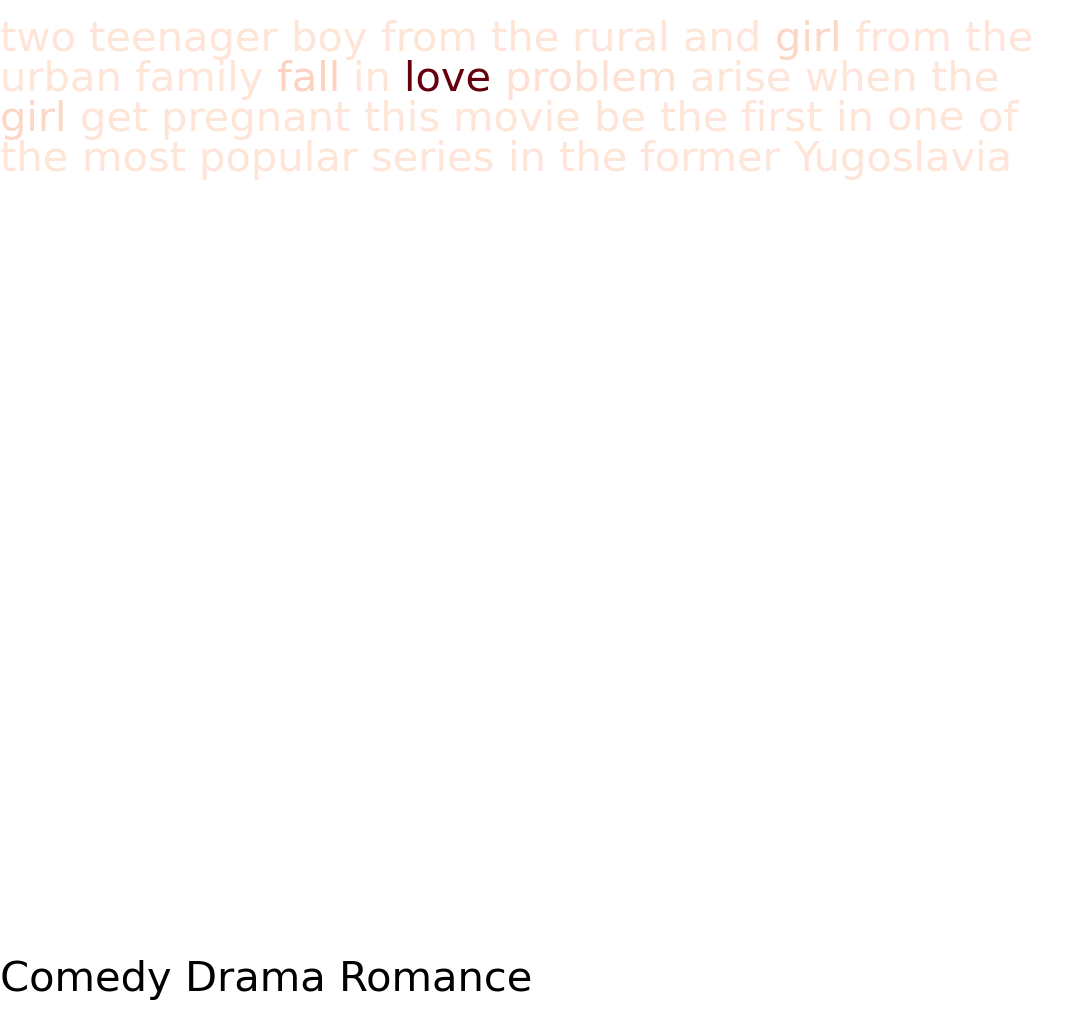 two teenager boy from the rural and girl from the
urban family fall in love problem arise when the
girl get pregnant this movie be the first in one of
the most popular series in the former Yugoslavia
Comedy Drama Romance